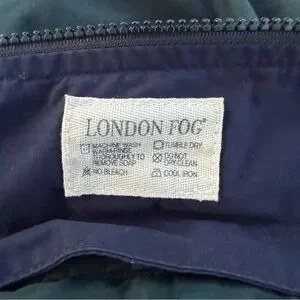 LONDON FOG®
MACHINE WASH
WARM-RINSE
THOROUGHLY TO
REMOVE SOAP
NO BLEACH
TUMBLE DRY
DO NOT
DRY CLEAN
COOL IRON